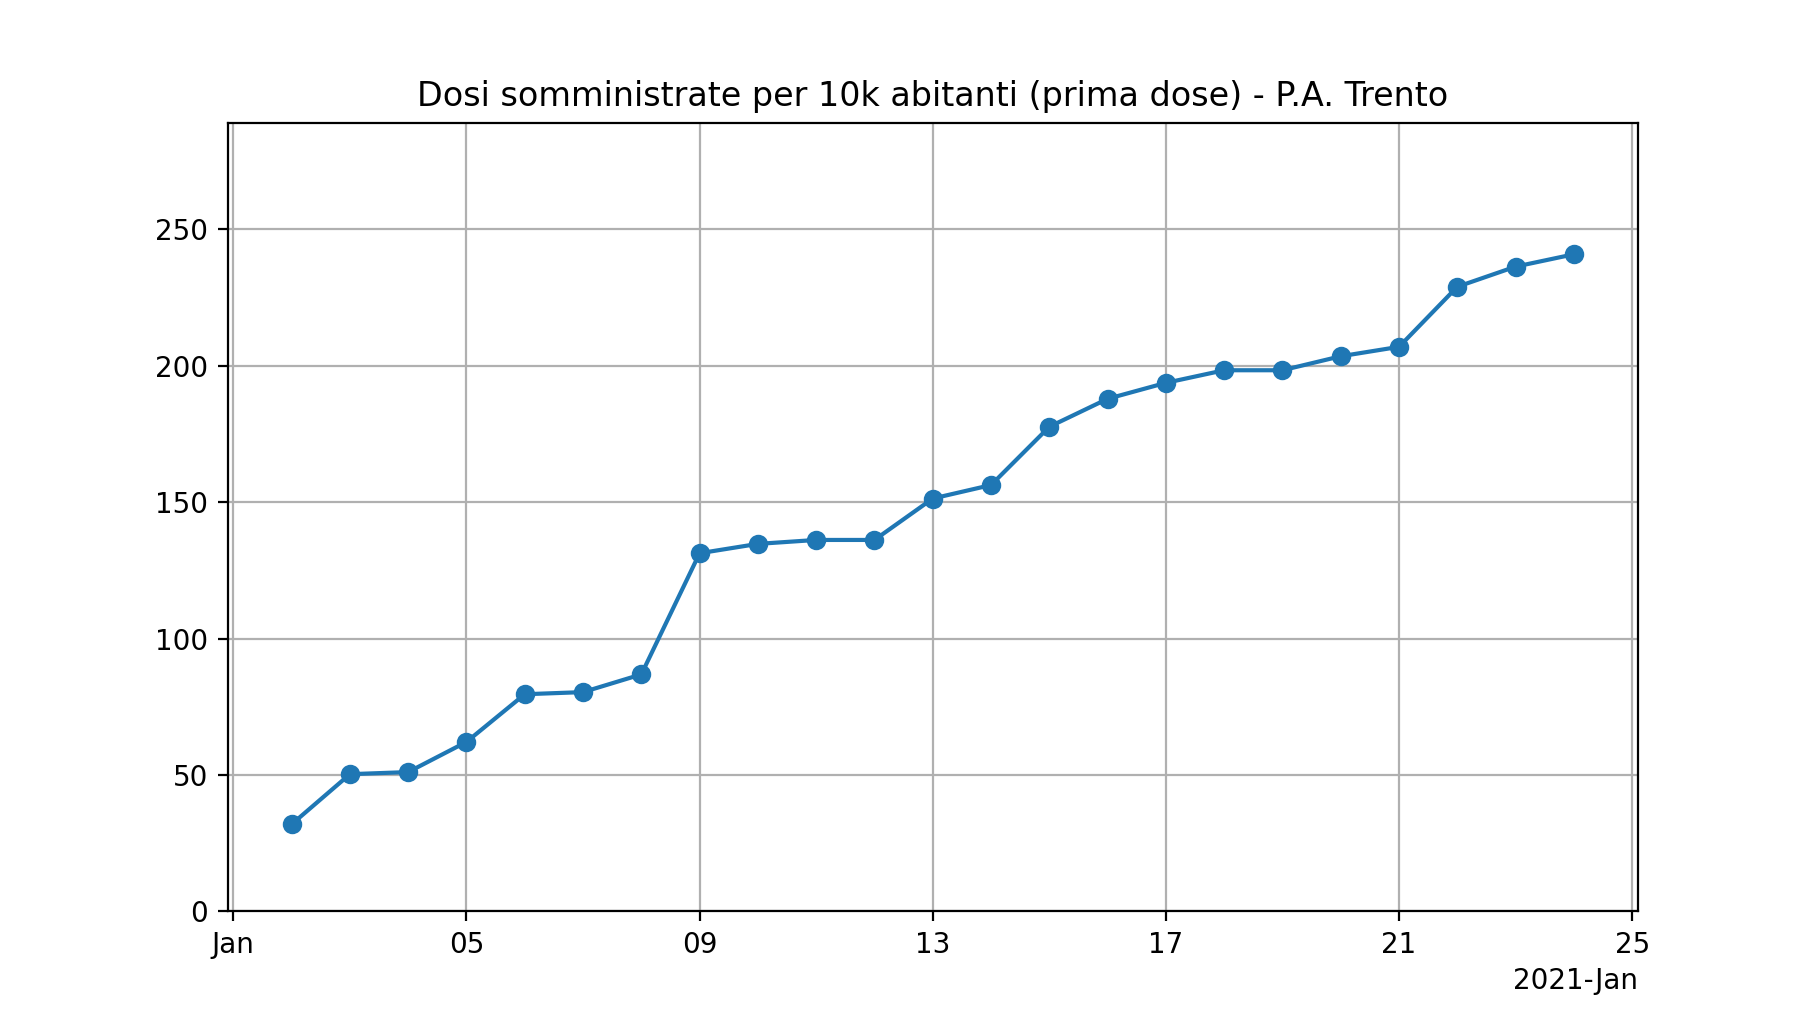 Dosi somministrate per 10k abitanti (prima dose) - P.A. Trento
250
200
150
100
50
0
Jan 05 09 13 17 21 25
2021-Jan